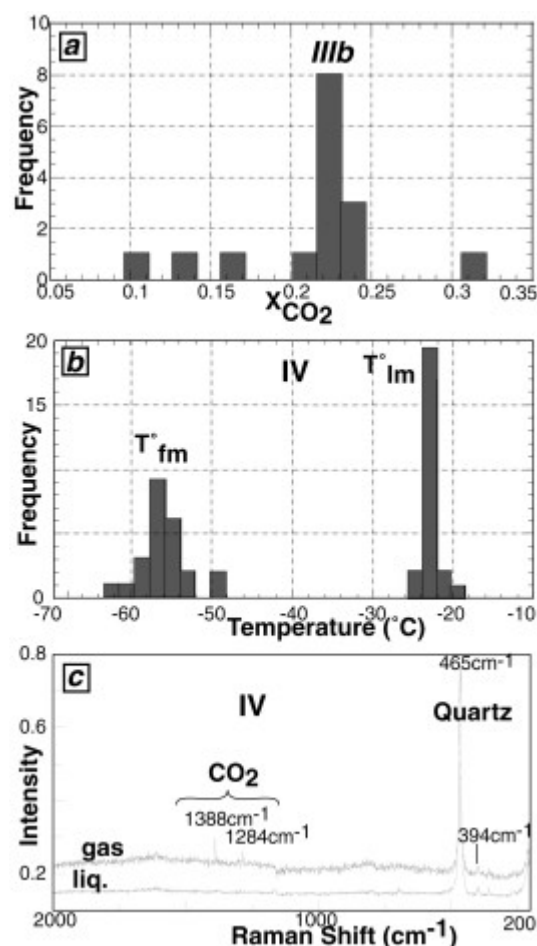 a
IIIb
Frequency
10
8
6
4
2
0
0.05 0.1 0.15 0.2 0.25 0.3 0.35
XCO2
b
IV
T°lm
T°fm
Frequency
20
15
0
-70 -60 -50 -40 -30 -20 -10
Temperature (°C)
c
IV
465cm-1
Quartz
CO2
1388cm-1
1284cm-1
394cm-1
gas
liq.
Intensity
0.8
0.6
0.2
2000 1000 200
Raman Shift (cm-1)